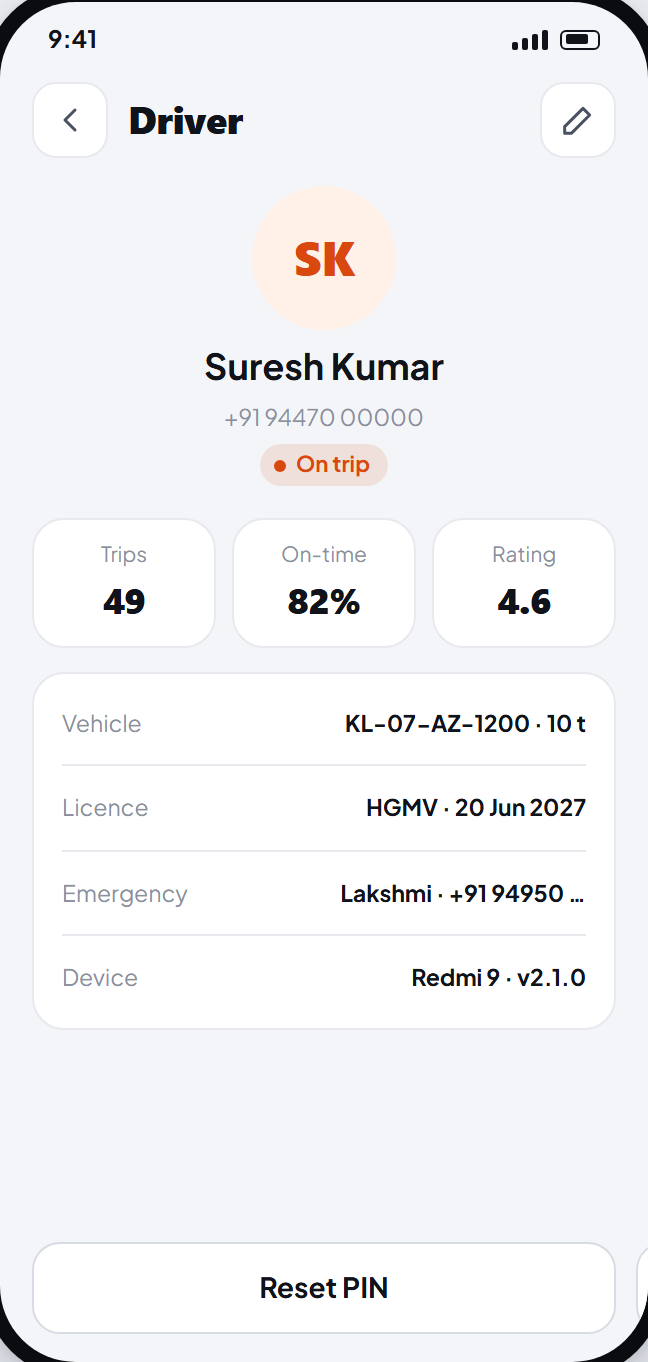 9:41
Driver
SK
Suresh Kumar
+91 94470 00000
On trip
Trips
49
On-time
82%
Rating
4.6
Vehicle
KL-07-AZ-1200 · 10 t
Licence
HGMV · 20 Jun 2027
Emergency
Lakshmi · +91 94950 ...
Device
Redmi 9 · v2.1.0
Reset PIN